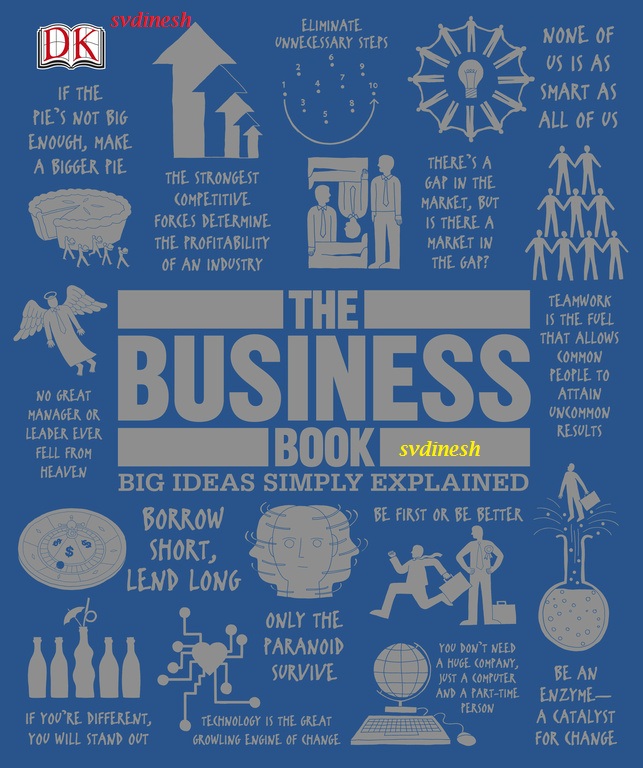 DK
svdinesh
IF THE
PIE'S NOT BIG
ENOUGH, MAKE
A BIGGER PIE
THE STRONGEST
COMPETITIVE
FORCES DETERMINE
THE PROFITABILITY
OF AN INDUSTRY
ELIMINATE
UNNECESSARY STEPS
1 2 3 4 5 6 7 8 9 10
THERE'S A
GAP IN THE
MARKET, BUT
IS THERE A
MARKET IN
THE GAP?
NONE OF
US IS AS
SMART AS
ALL OF US
NO GREAT
MANAGER OR
LEADER EVER
FELL FROM
HEAVEN
THE
BUSINESS
BOOK
svdinesh
BIG IDEAS SIMPLY EXPLAINED
TEAMWORK
IS THE FUEL
THAT ALLOWS
COMMON
PEOPLE TO
ATTAIN
UNCOMMON
RESULTS
$
$
BORROW
SHORT,
LEND LONG
ONLY THE
PARANOID
SURVIVE
BE FIRST OR BE BETTER
IF YOU'RE DIFFERENT,
YOU WILL STAND OUT
TECHNOLOGY IS THE GREAT
GROWLING ENGINE OF CHANGE
YOU DON'T NEED
A HUGE COMPANY,
JUST A COMPUTER
AND A PART-TIME
PERSON
BE AN
ENZYME—
A CATALYST
FOR CHANGE